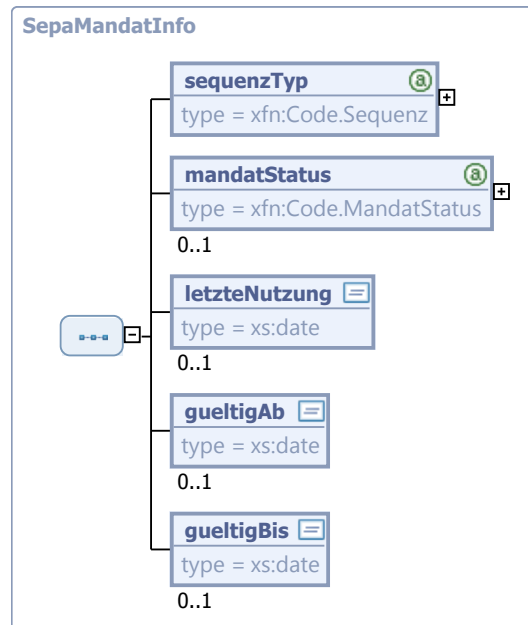 SepaMandatInfo
sequenzTyp
type = xfn:Code.Sequenz
mandatStatus
type = xfn:Code.MandatStatus
0..1
letzteNutzung
type = xs:date
0..1
gueltigAb
type = xs:date
0..1
gueltigBis
type = xs:date
0..1